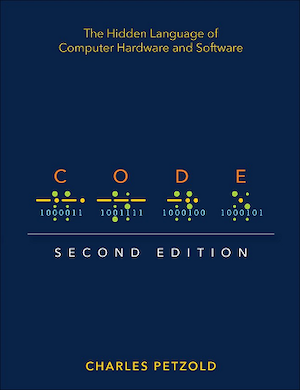 The Hidden Language of
Computer Hardware and Software
C O D E
1000011 1001111 1000100 1000101
SECOND EDITION
CHARLES PETZOLD